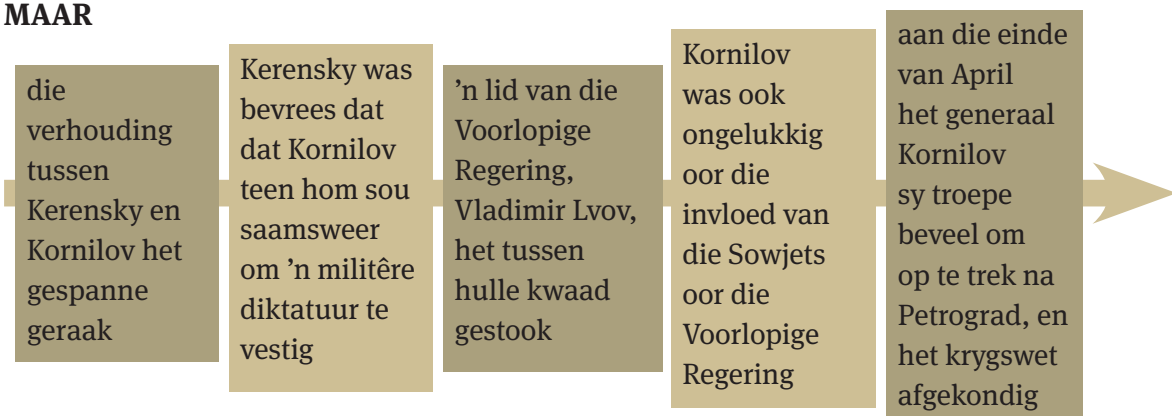 MAAR
die
verhouding
tussen
Kerensky en
Kornilov het
gespanne
geraak
Kerensky was
bevrees dat
dat Kornilov
teen hom sou
saamsweer
om ’n militêre
diktatuur te
vestig
’n lid van die
Voorlopige
Regering,
Vladimir Lvov,
het tussen
hulle kwaad
gestook
Kornilov
was ook
ongelukkig
oor die
invloed van
die Sowjets
oor die
Voorlopige
Regering
aan die einde
van April
het generaal
Kornilov
sy troepe
beveel om
op te trek na
Petrograd, en
het krygswet
afgekondig